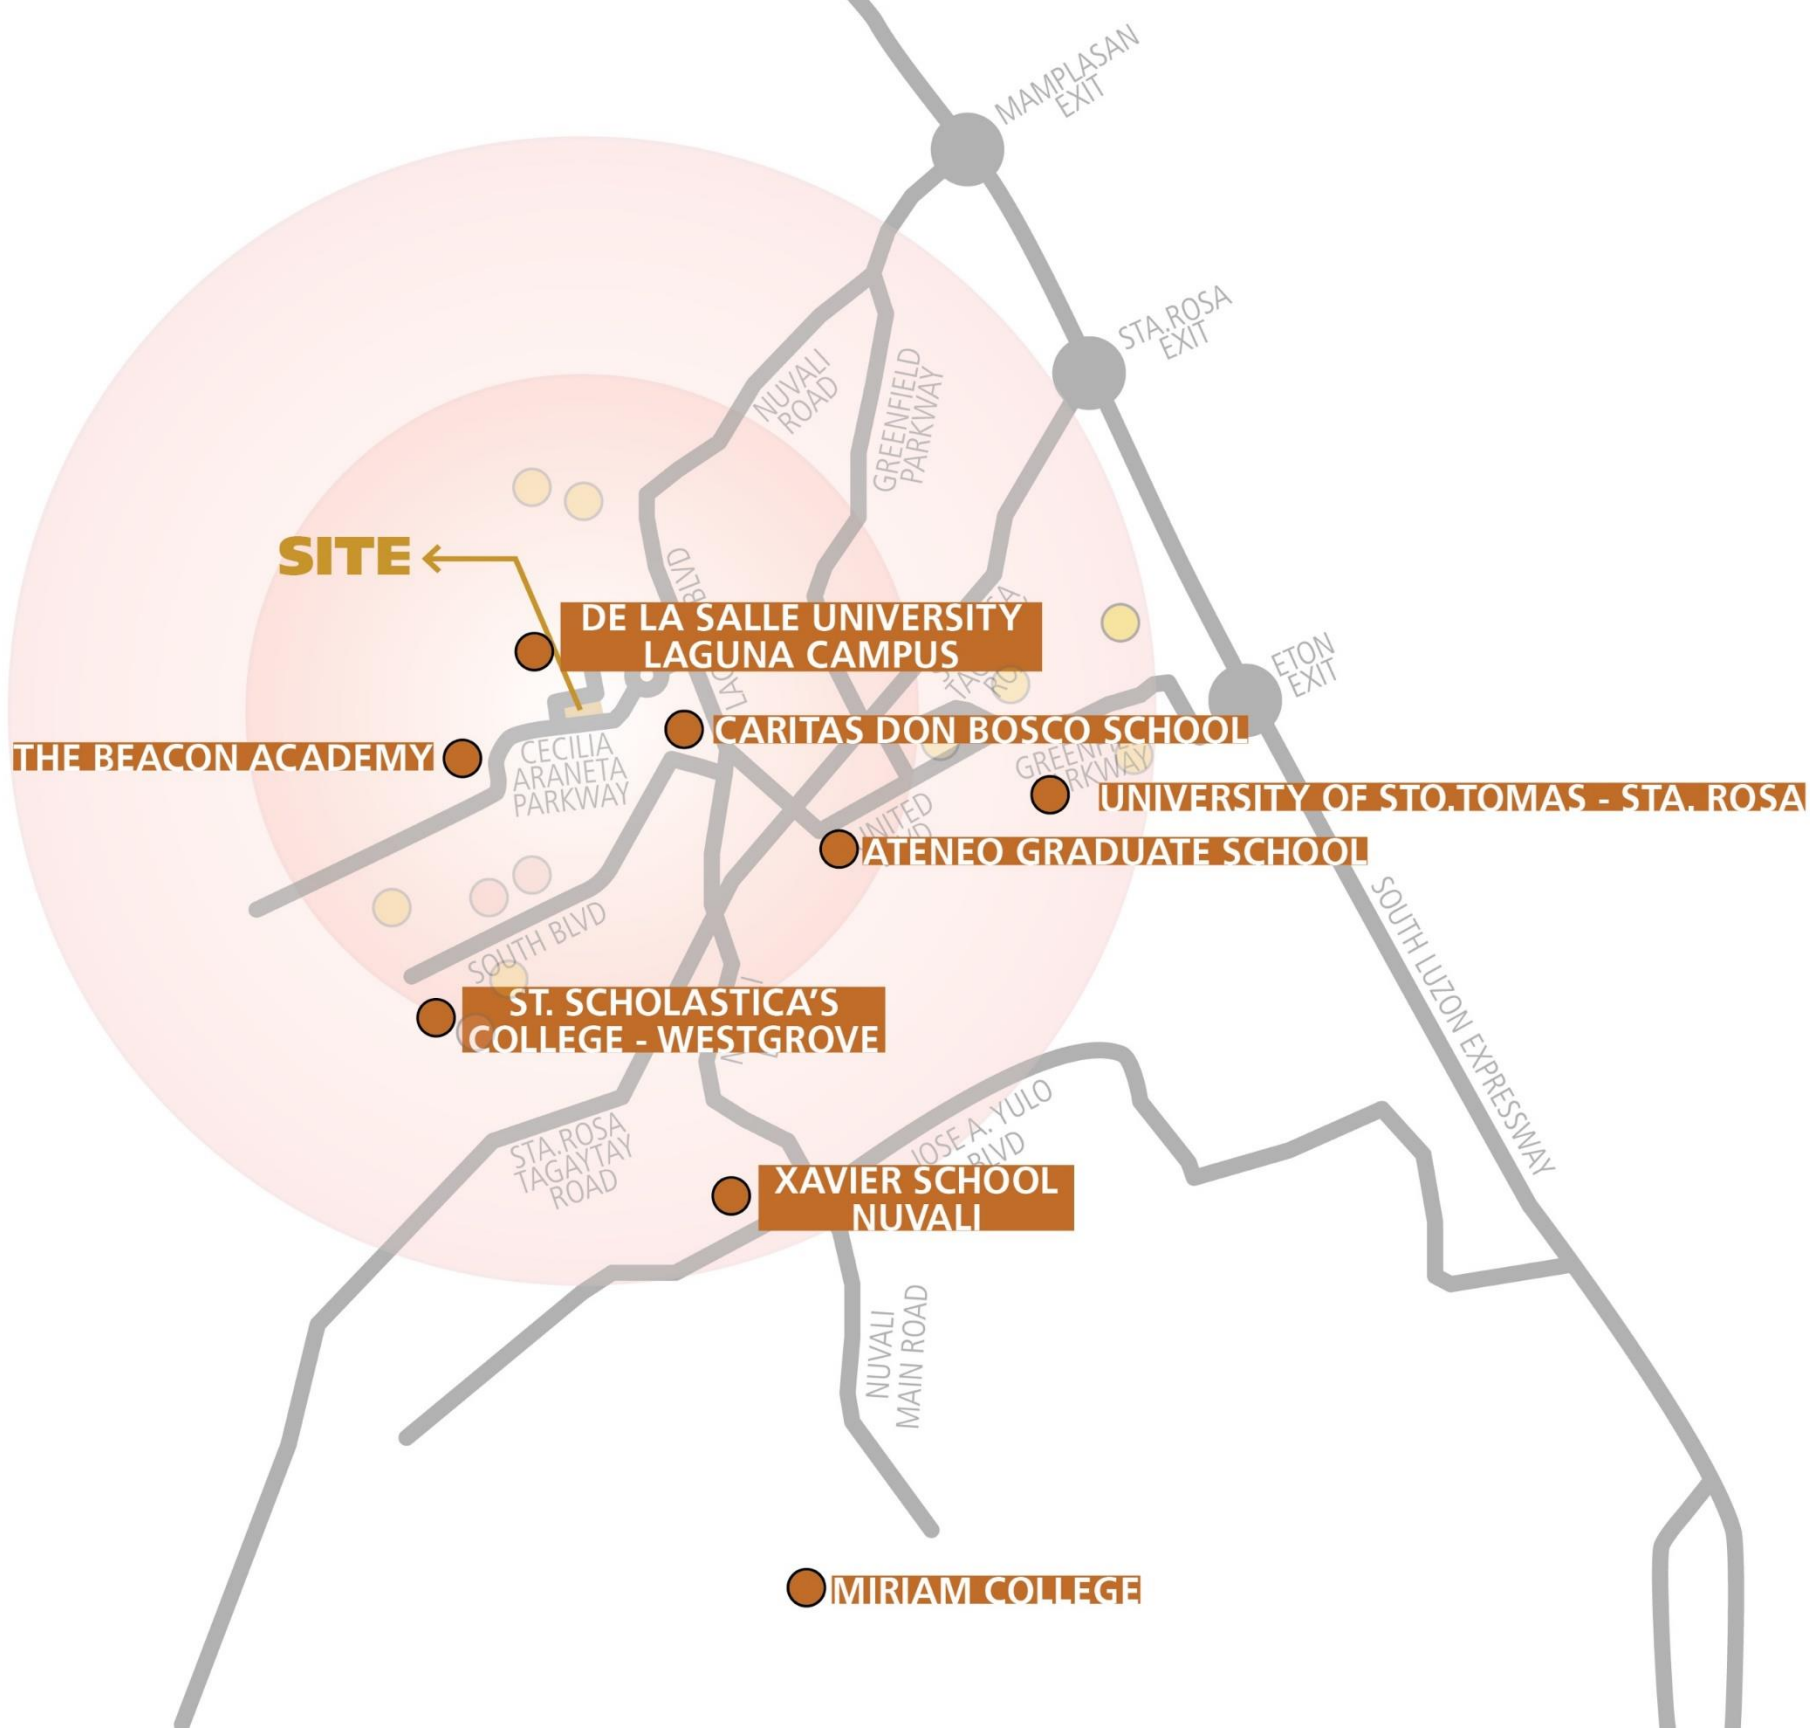 MAMPLASAN
EXIT
STA.ROSA
EXIT
NUVALI
ROAD
GREENFIELD
PARKWAY
SITE
BLVD
DE LA SALLE UNIVERSITY
LAGUNA CAMPUS
ETON
EXIT
CARITAS DON BOSCO SCHOOL
THE BEACON ACADEMY
CECILIA
ARANETA
PARKWAY
UNIVERSITY OF STO.TOMAS - STA. ROSA
ATENEO GRADUATE SCHOOL
SOUTH BLVD
SOUTH LUZON EXPRESSWAY
ST. SCHOLASTICA'S
COLLEGE - WESTGROVE
STA.ROSA
TAGAYTAY
ROAD
JOSE A. YULO
BLVD
XAVIER SCHOOL
NUVALI
NUVALI
MAIN ROAD
MIRIAM COLLEGE